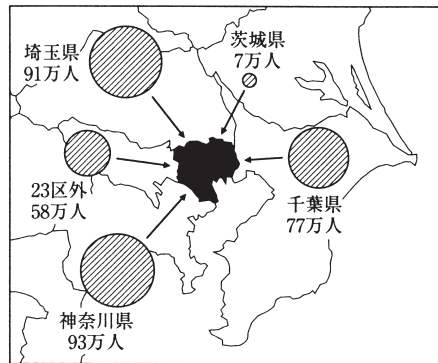 埼玉県
91万人
茨城県
7万人
23区外
58万人
千葉県
77万人
神奈川県
93万人